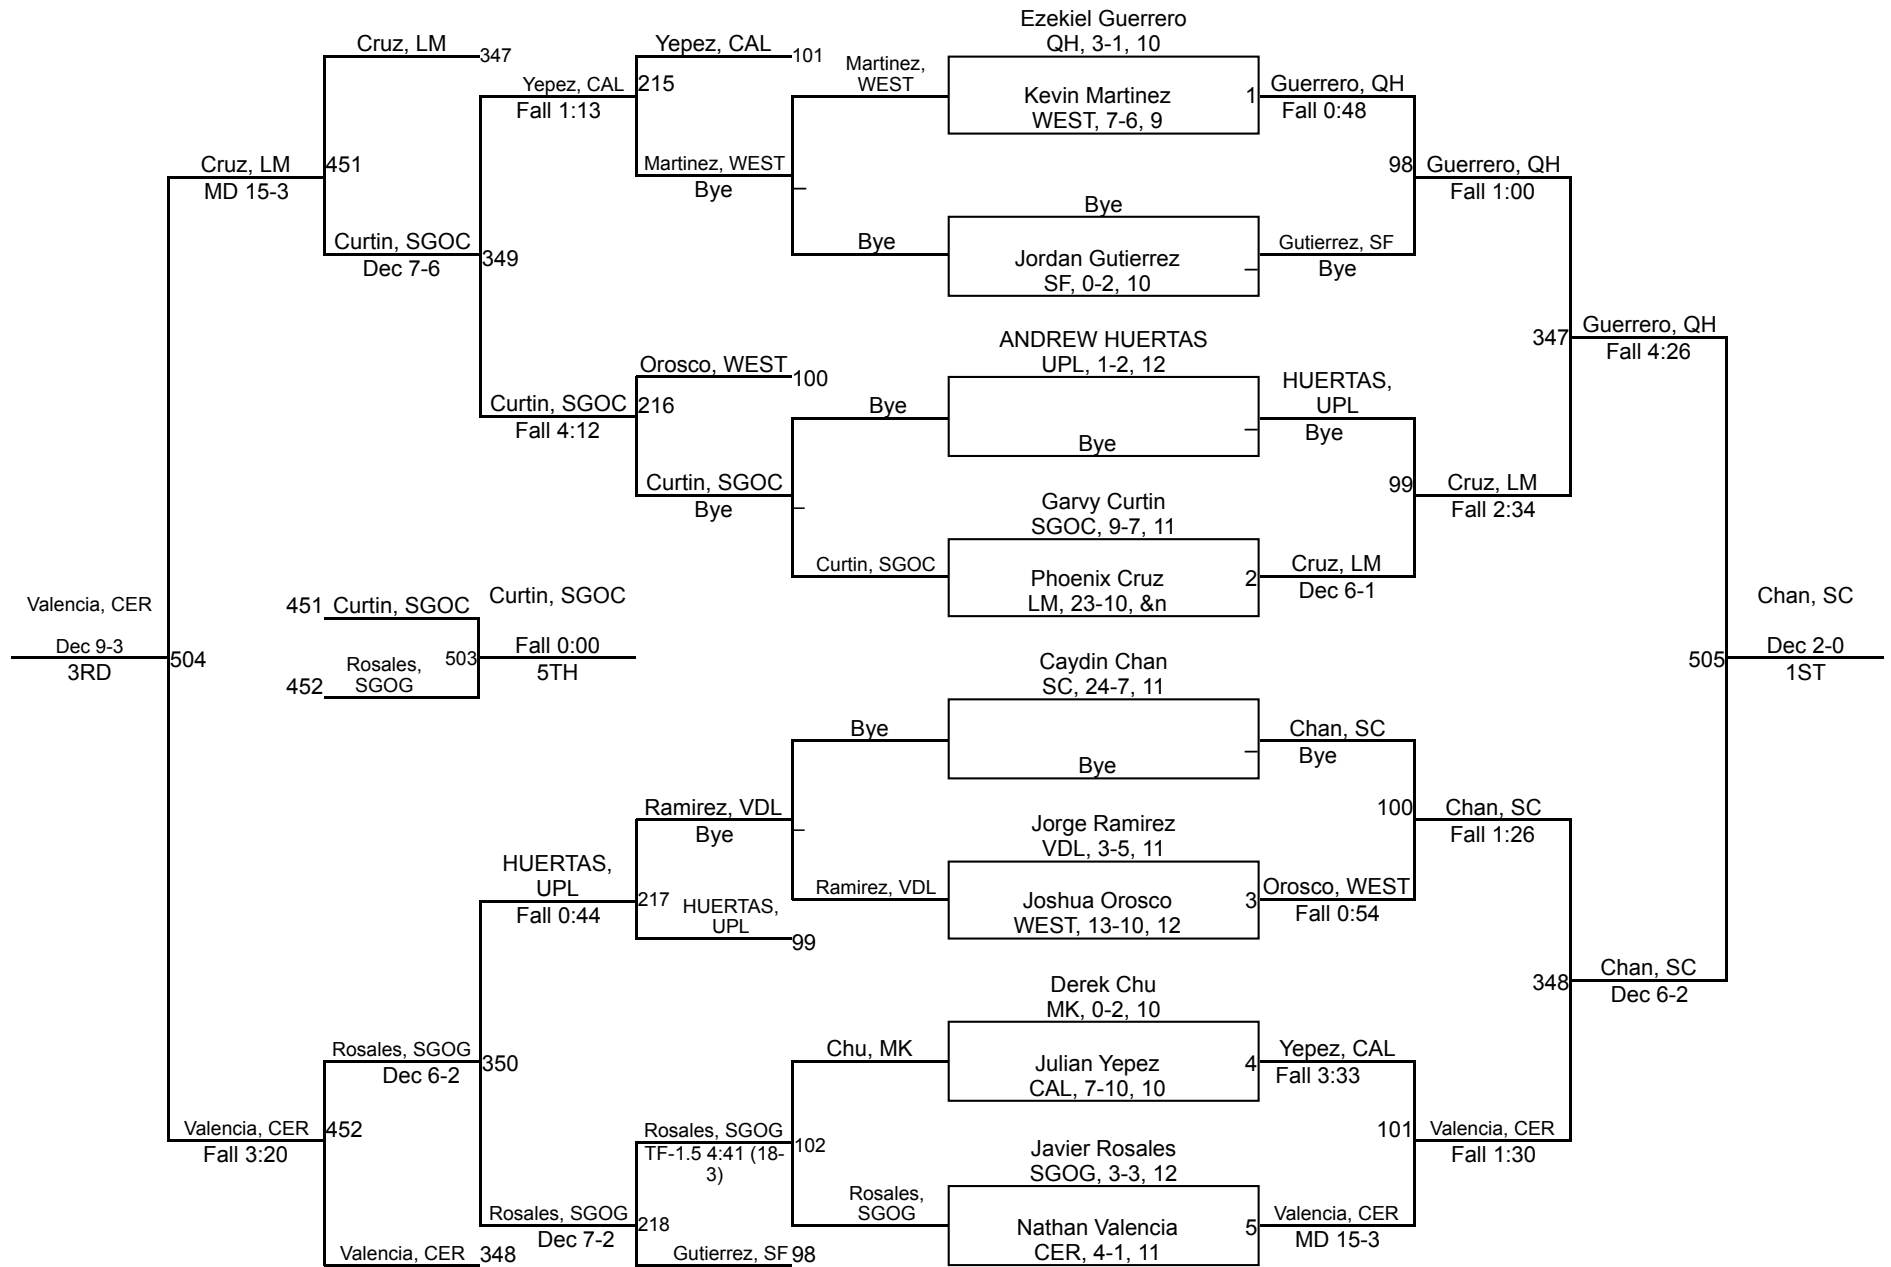 Ezekiel Guerrero
QH, 3-1, 10
Cruz, LM
347
Yepez, CAL
101
Martinez,
WEST
Yepez, CAL
215
Fall 1:13
Kevin Martinez
WEST, 7-6, 9
1
Guerrero, QH
Fall 0:48
Cruz, LM
451
MD 15-3
Martinez, WEST
Bye
98
Guerrero, QH
Fall 1:00
Bye
Curtin, SGOC
Dec 7-6
349
Bye
Jordan Gutierrez
SF, 0-2, 10
Gutierrez, SF
Bye
347
Guerrero, QH
Fall 4:26
ANDREW HUERTAS
UPL, 1-2, 12
Orosco, WEST
100
Curtin, SGOC
216
Fall 4:12
Bye
Bye
HUERTAS,
UPL
Bye
Curtin, SGOC
Bye
99
Cruz, LM
Fall 2:34
Garvy Curtin
SGOC, 9-7, 11
Curtin, SGOC
Phoenix Cruz
LM, 23-10, &n
2
Cruz, LM
Dec 6-1
Valencia, CER
Dec 9-3
3RD
504
451
Curtin, SGOC
452
Rosales,
SGOG
503
Curtin, SGOC
Fall 0:00
5TH
505
Chan, SC
Dec 2-0
1ST
Caydin Chan
SC, 24-7, 11
Bye
Bye
Chan, SC
Bye
Ramirez, VDL
Bye
100
Chan, SC
Fall 1:26
Jorge Ramirez
VDL, 3-5, 11
HUERTAS,
UPL
Fall 0:44
217
HUERTAS,
UPL
99
Ramirez, VDL
Joshua Orosco
WEST, 13-10, 12
3
Orosco, WEST
Fall 0:54
348
Chan, SC
Dec 6-2
Derek Chu
MK, 0-2, 10
Rosales, SGOG
Dec 6-2
350
Chu, MK
Julian Yepez
CAL, 7-10, 10
4
Yepez, CAL
Fall 3:33
Valencia, CER
Fall 3:20
452
Rosales, SGOG
TF-1.5 4:41 (18-
3)
102
101
Valencia, CER
Fall 1:30
Javier Rosales
SGOG, 3-3, 12
Rosales,
SGOG
Rosales, SGOG
Dec 7-2
218
Nathan Valencia
CER, 4-1, 11
5
Valencia, CER
MD 15-3
Valencia, CER
348
Gutierrez, SF
98